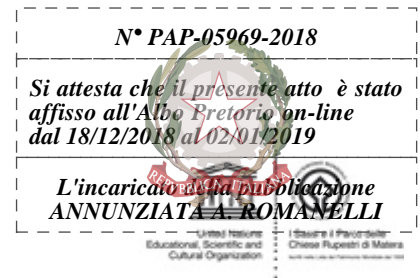 N° PAP-05969-2018
Si attesta che il presente atto è stato
affisso all'Albo Pretorio on-line
dal 18/12/2018 al 02/01/2019
L'incaricato della pubblicazione
ANNUNZIATA A. ROMANELLI
REPUBBLICA ITALIANA
United Nations
Educational, Scientific and
Cultural Organization
I Sassi e il Parco delle
Chiese Rupestri di Matera